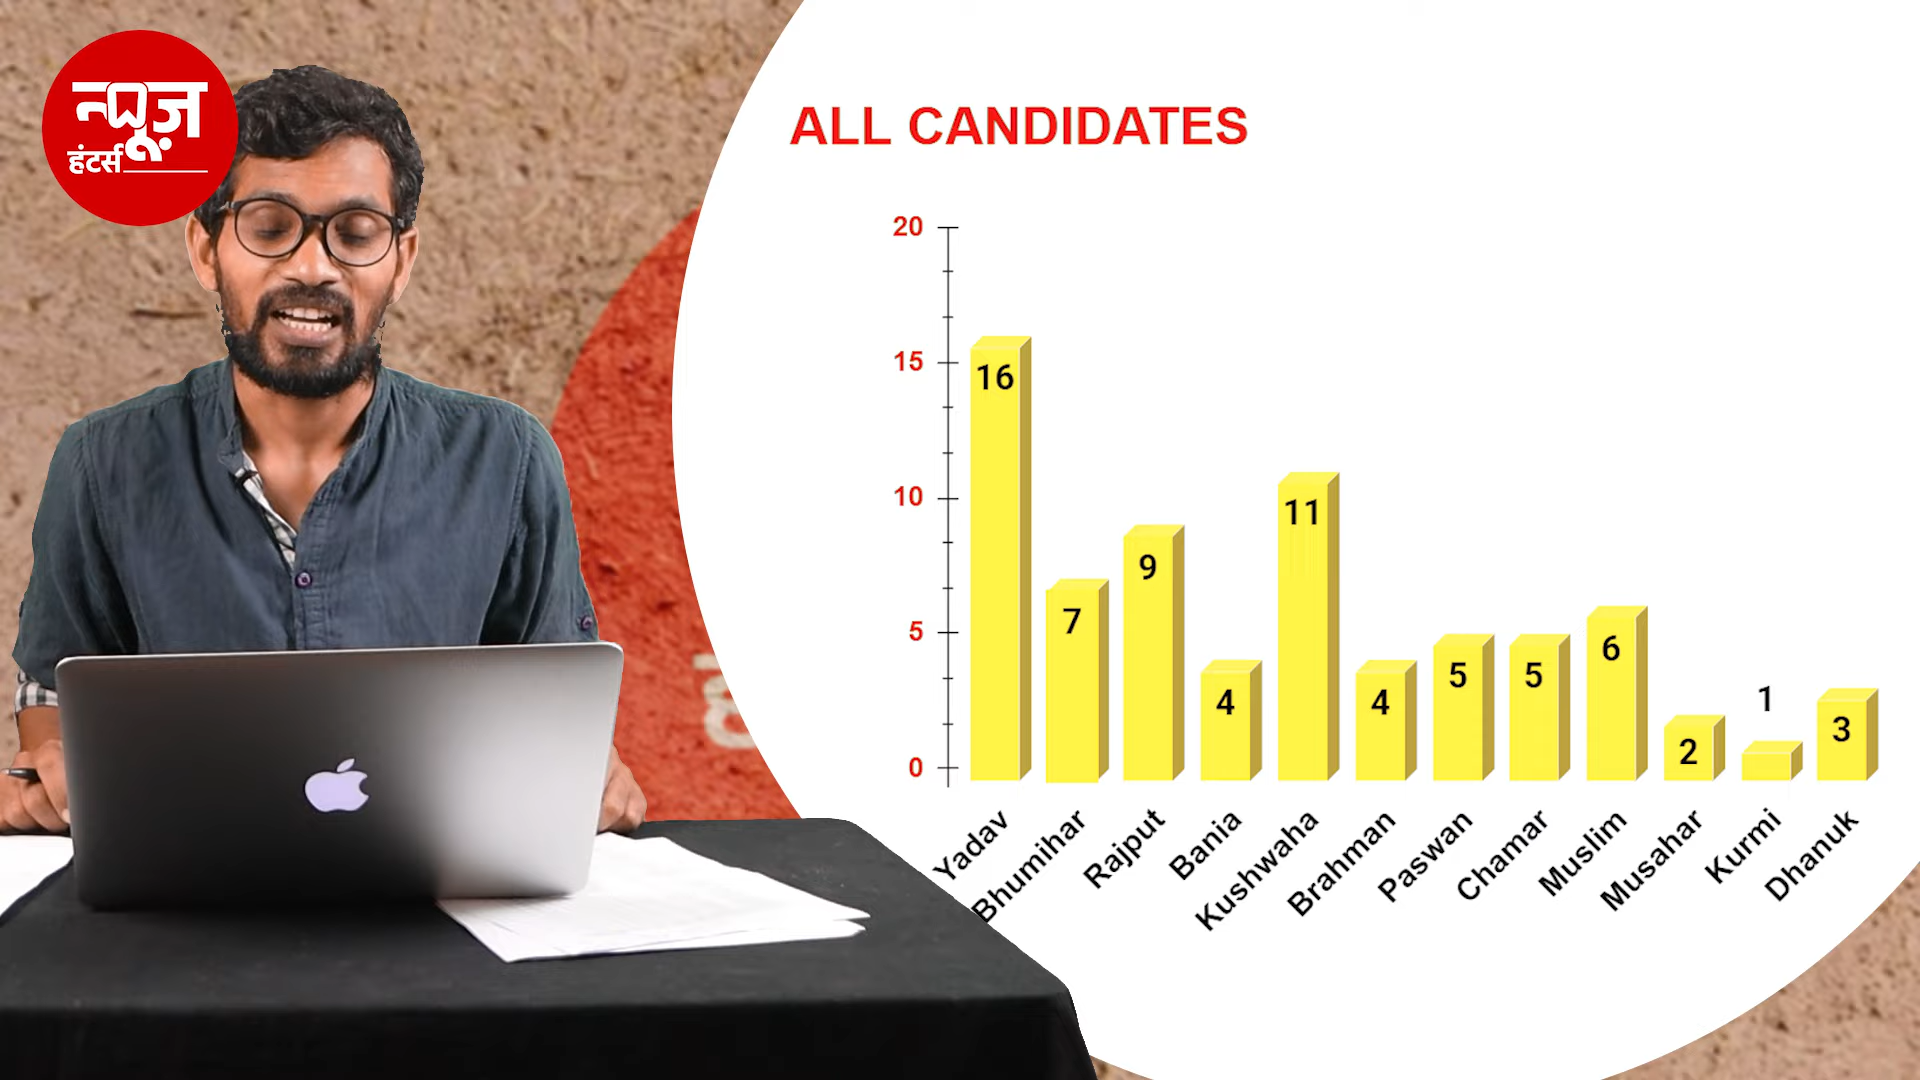 न्यूज़
हंटर्स
ALL CANDIDATES
20
15
10
5
0
16
7
9
4
11
4
5
5
6
2
1
3
Yadav
Bhumihar
Rajput
Bania
Kushwaha
Brahman
Paswan
Chamar
Muslim
Musahar
Kurmi
Dhanuk